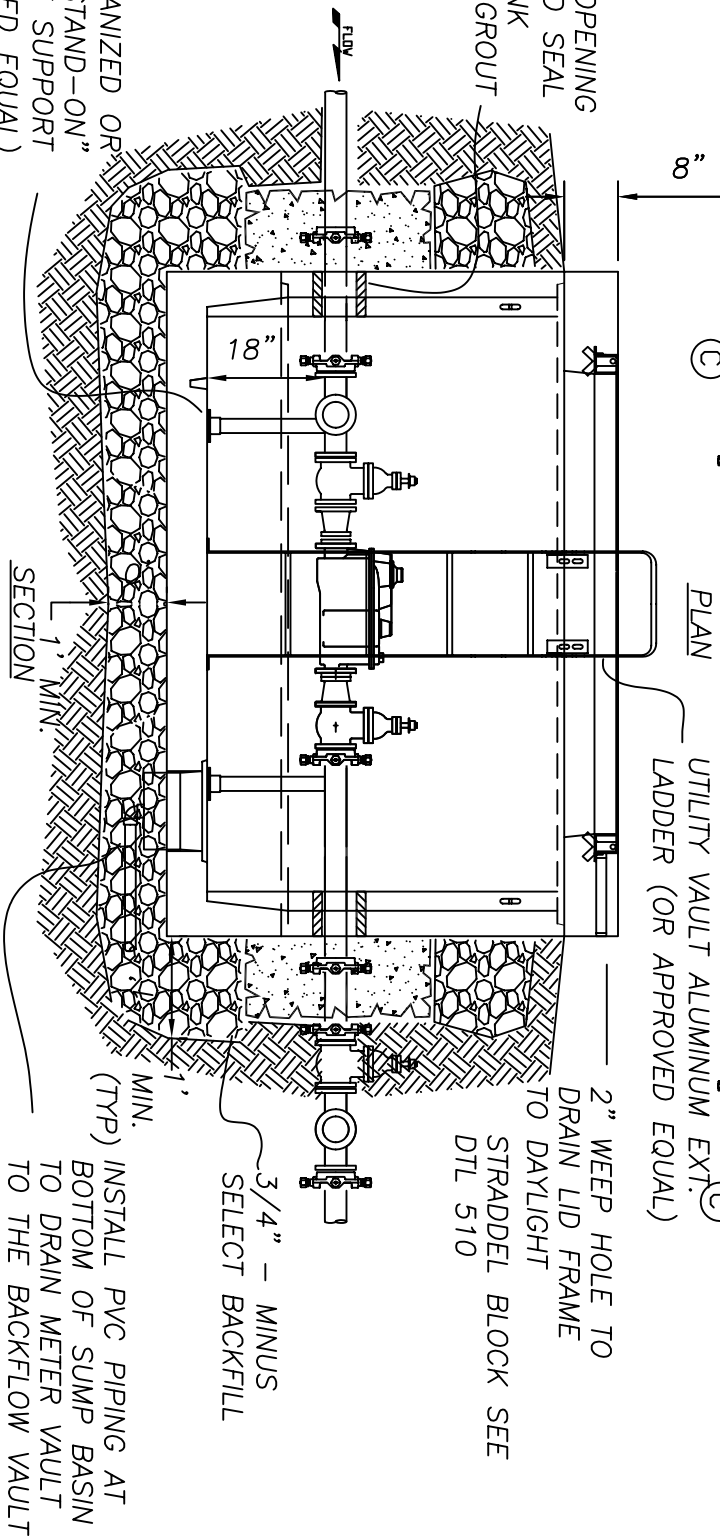 OPENING
D SEAL
NK
GROUT
FLOW
8"
C
PLAN
UTILITY VAULT ALUMINUM EXT.
LADDER (OR APPROVED EQUAL)
C
2" WEEP HOLE TO
DRAIN LID FRAME
TO DAYLIGHT
STRADDEL BLOCK SEE
DTL 510
18"
3/4" - MINUS
SELECT BACKFILL
1'
MIN.
(TYP)
INSTALL PVC PIPING AT
BOTTOM OF SUMP BASIN
TO DRAIN METER VAULT
TO THE BACKFLOW VAULT
1' MIN.
SECTION
ANIZED OR
STAND-ON"
SUPPORT
ED EQUAL)